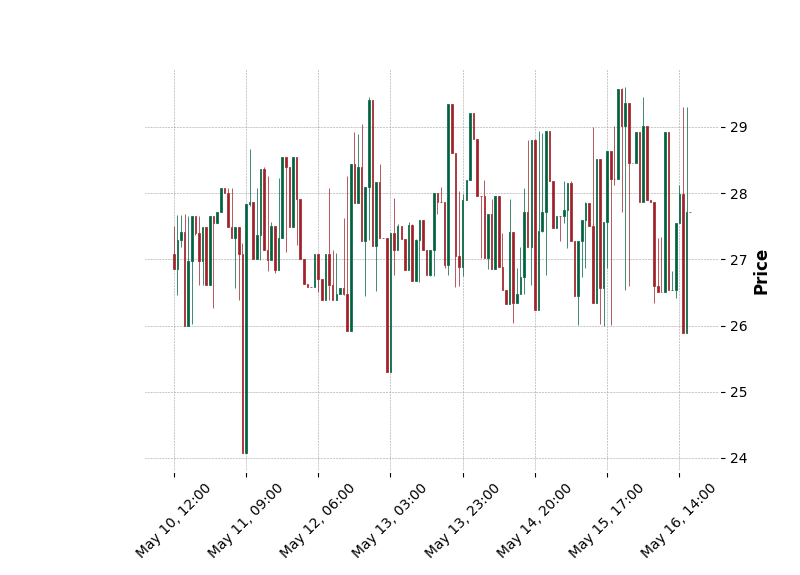 29
28
27
26
25
24
Price
May 10, 12:00
May 11, 09:00
May 12, 06:00
May 13, 03:00
May 13, 23:00
May 14, 20:00
May 15, 17:00
May 16, 14:00